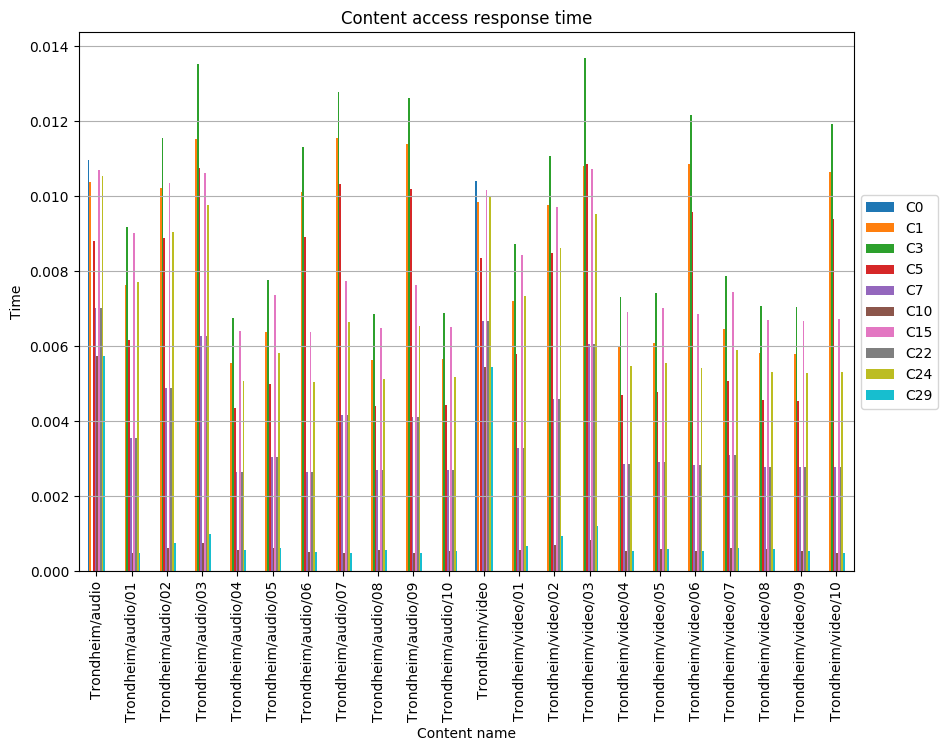 Content access response time
Time
0.014
0.012
0.010
0.008
0.006
0.004
0.002
0.000
Trondheim/audio
Trondheim/audio/01
Trondheim/audio/02
Trondheim/audio/03
Trondheim/audio/04
Trondheim/audio/05
Trondheim/audio/06
Trondheim/audio/07
Trondheim/audio/08
Trondheim/audio/09
Trondheim/audio/10
Trondheim/video
Trondheim/video/01
Trondheim/video/02
Trondheim/video/03
Trondheim/video/04
Trondheim/video/05
Trondheim/video/06
Trondheim/video/07
Trondheim/video/08
Trondheim/video/09
Trondheim/video/10
Content name
C0
C1
C3
C5
C7
C10
C15
C22
C24
C29